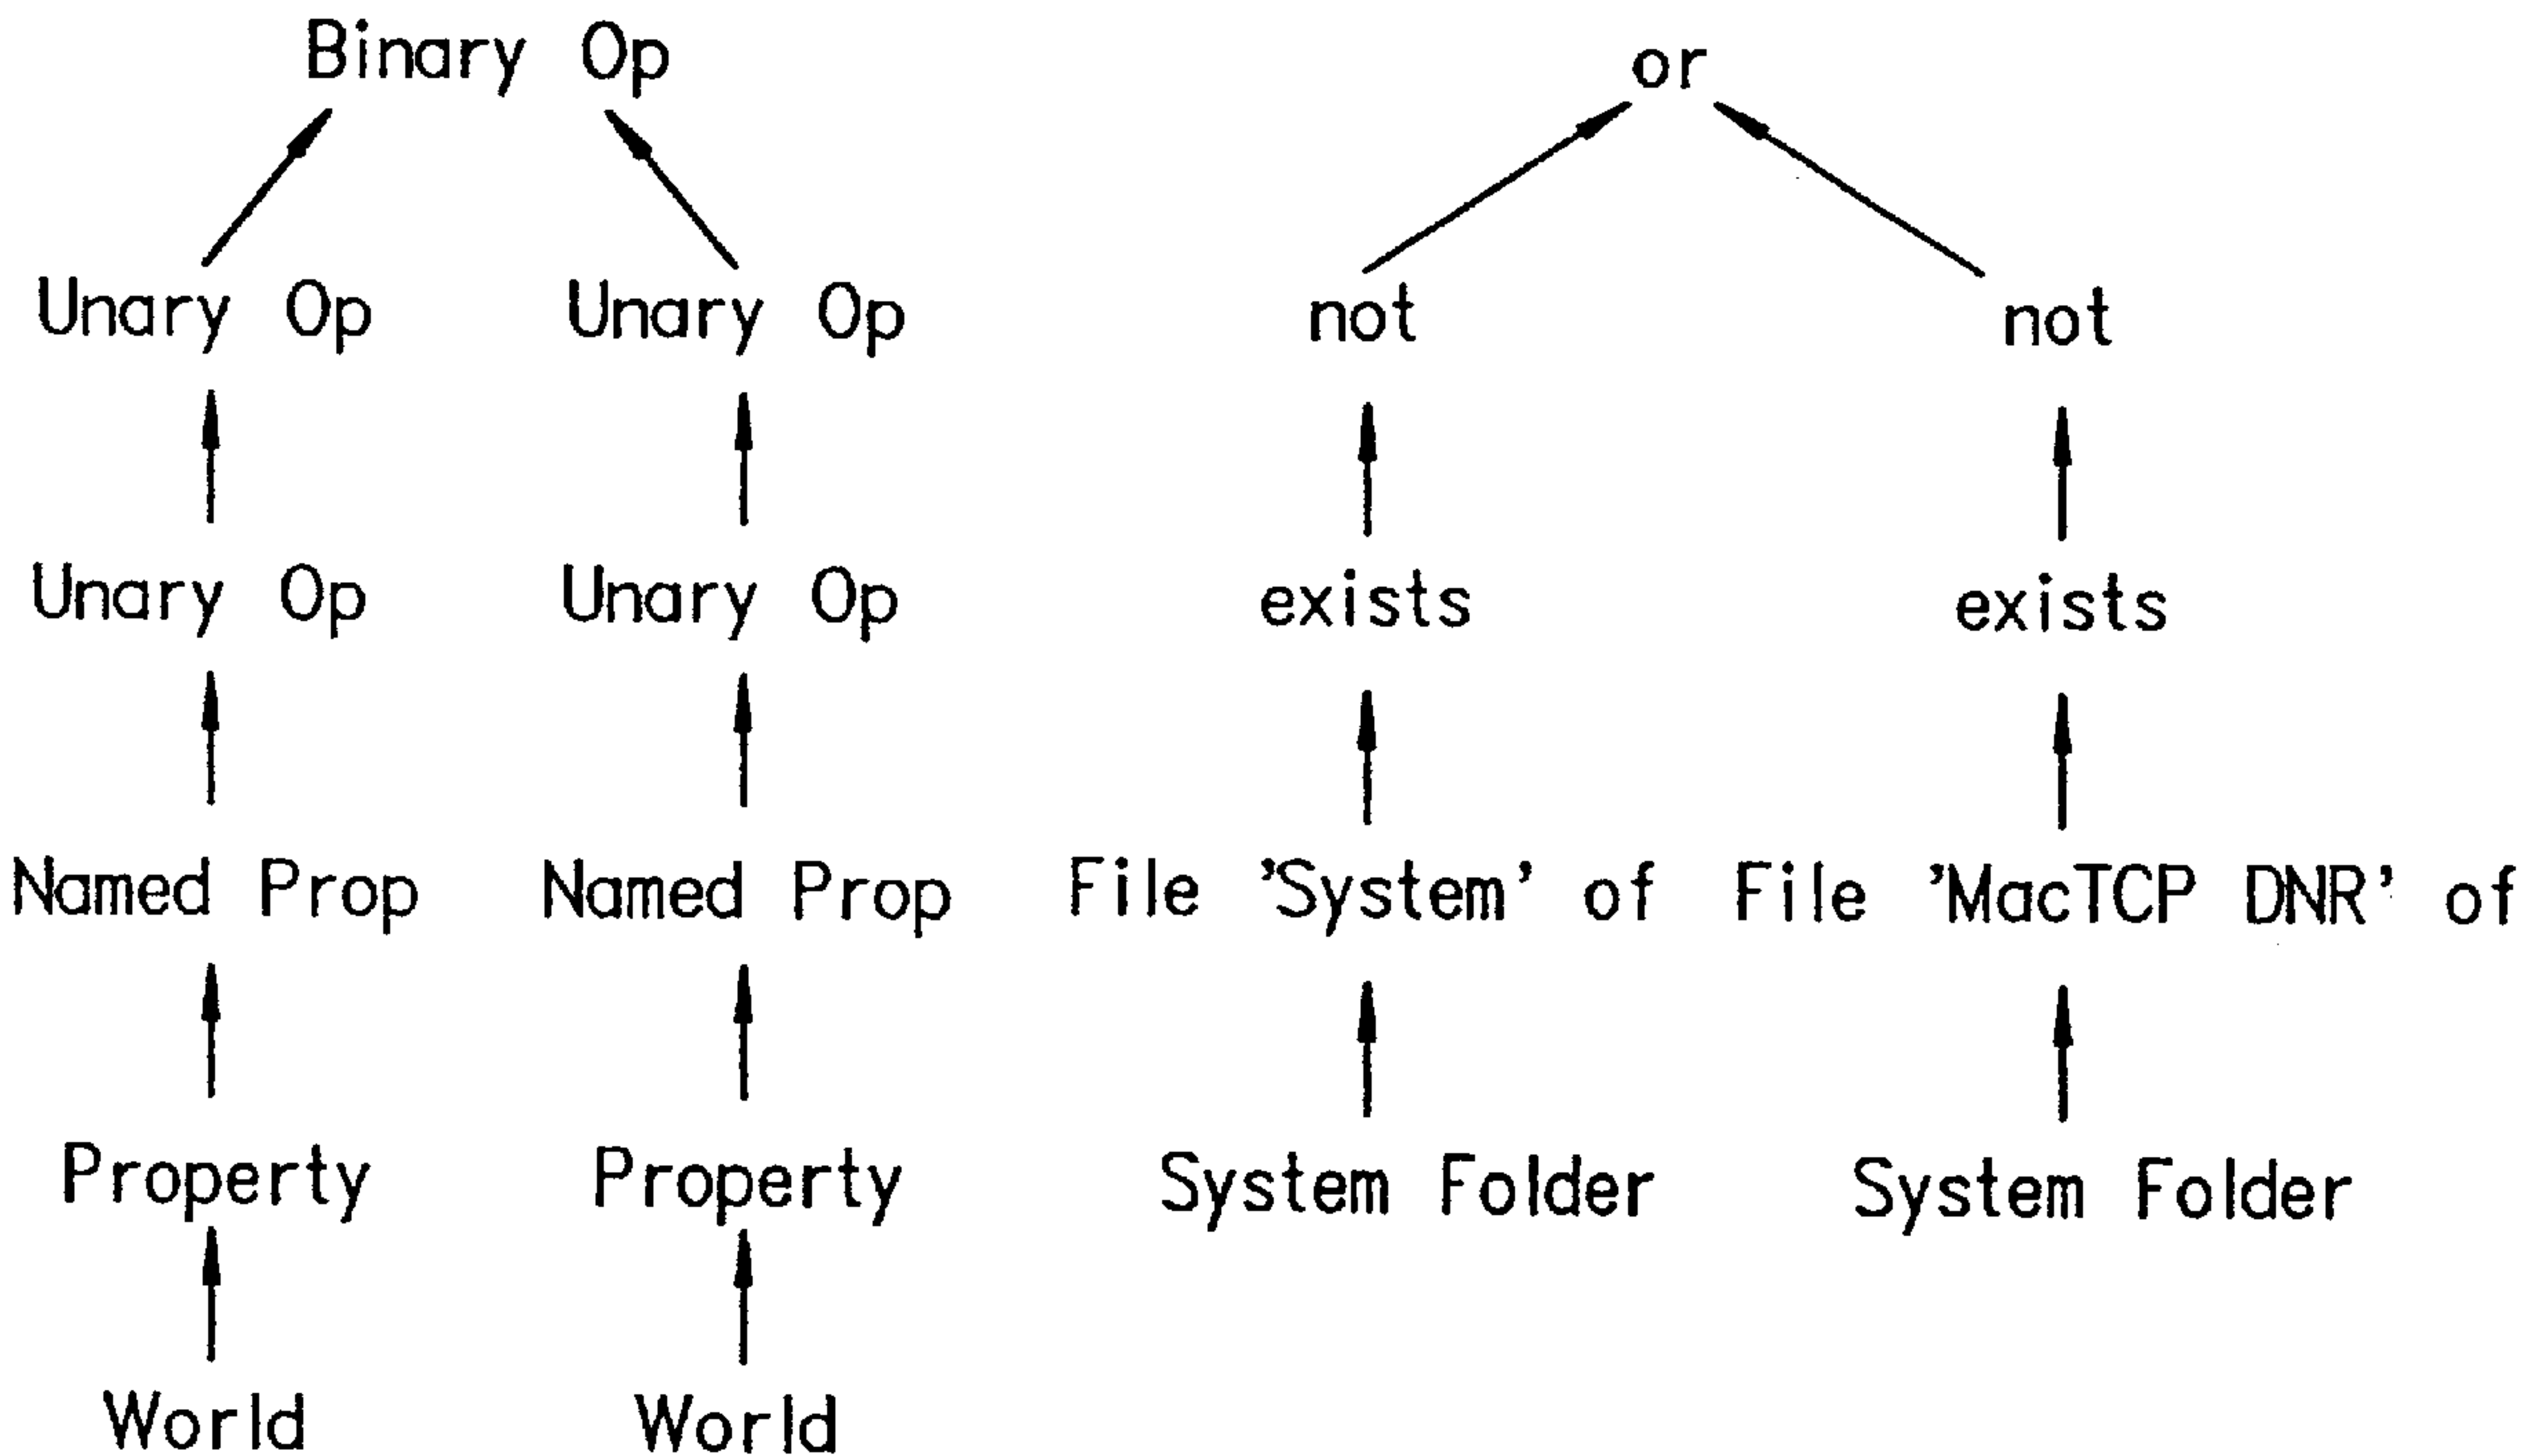 Binary Op or
Unary Op Unary Op not not
Unary Op Unary Op exists exists
Named Prop Named Prop File 'System' of File 'MacTCP DNR' of
Property Property System Folder System Folder
World World